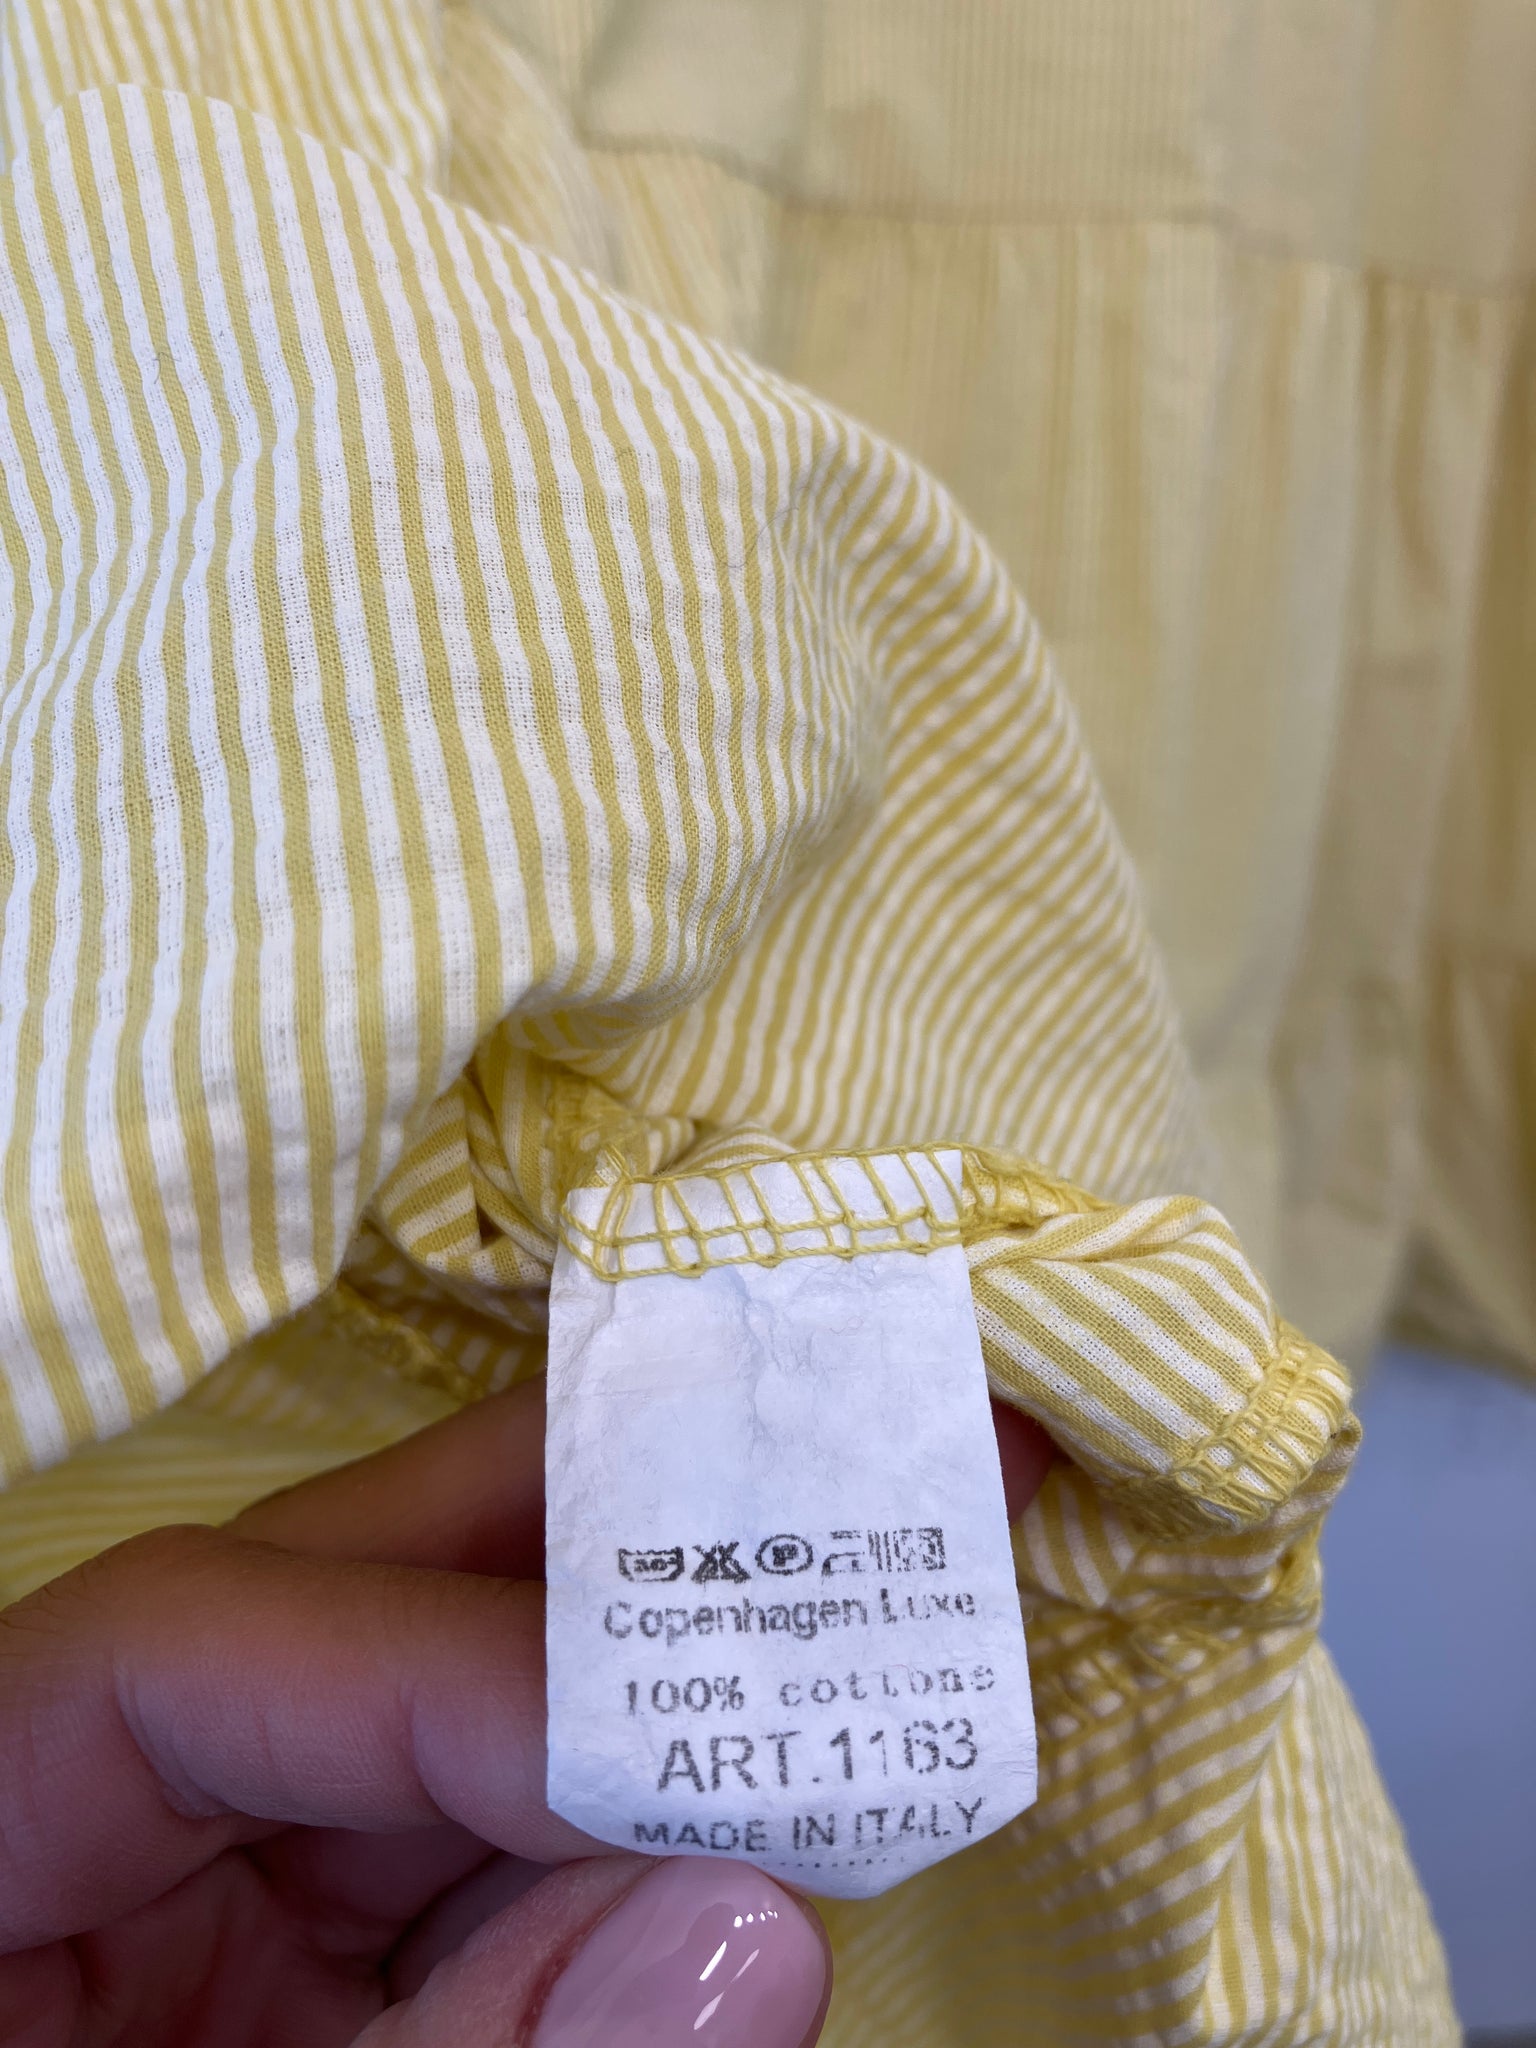 Copenhagen Luxe
100% cottone
ART.1163
MADE IN ITALY